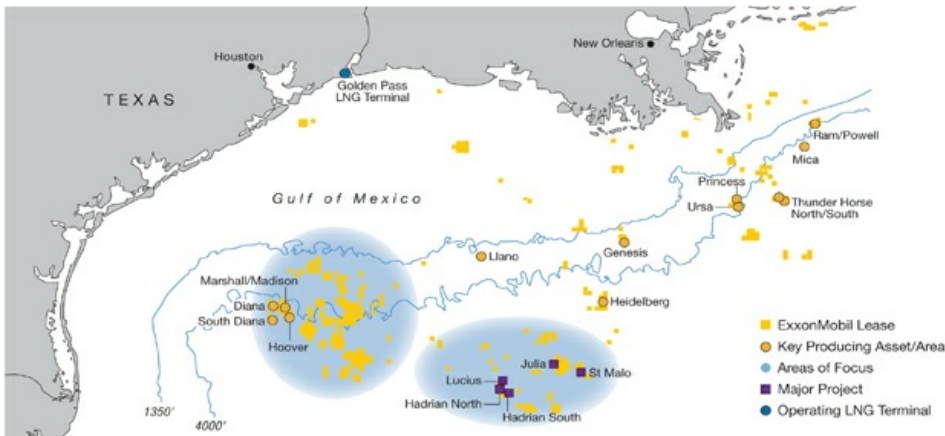 New Orleans
Houston
TEXAS
Golden Pass
LNG Terminal
Ram/Powell
Mica
Princess
Ursa
Thunder Horse
North/South
Gulf of Mexico
Llano
Genesis
Marshall/Madison
Diana
South Diana
Hoover
Heidelberg
Julia
St Malo
Lucius
Hadrian North
Hadrian South
1350'
4000'
ExxonMobil Lease
Key Producing Asset/Area
Areas of Focus
Major Project
Operating LNG Terminal